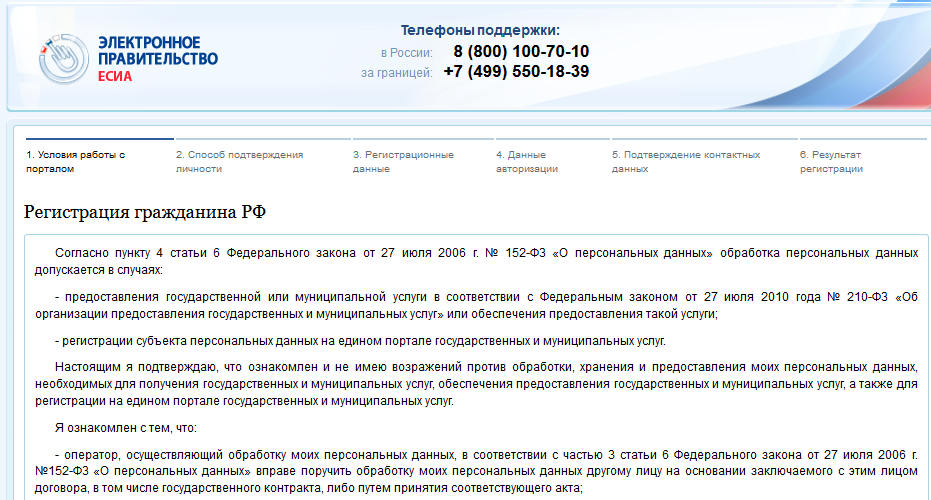 ЭЛЕКТРОННОЕ
ПРАВИТЕЛЬСТВО
ЕСИА
Телефоны поддержки:
в России: 8 (800) 100-70-10
за границей: +7 (499) 550-18-39
1. Условия работы с
порталом
2. Способ подтверждения
личности
3. Регистрационные
данные
4. Данные
авторизации
5. Подтверждение контактных
данных
6. Результат
регистрации
Регистрация гражданина РФ
Согласно пункту 4 статьи 6 Федерального закона от 27 июля 2006 г. № 152-ФЗ «О персональных данных» обработка персональных данных
допускается в случаях:
- предоставления государственной или муниципальной услуги в соответствии с Федеральным законом от 27 июля 2010 года № 210-ФЗ «Об
организации предоставления государственных и муниципальных услуг» или обеспечения предоставления такой услуги;
- регистрации субъекта персональных данных на едином портале государственных и муниципальных услуг.
Настоящим я подтверждаю, что ознакомлен и не имею возражений против обработки, хранения и предоставления моих персональных данных,
необходимых для получения государственных и муниципальных услуг, обеспечения предоставления государственных и муниципальных услуг, а также для
регистрации на едином портале государственных и муниципальных услуг.
Я ознакомлен с тем, что:
- оператор, осуществляющий обработку моих персональных данных, в соответствии с частью 3 статьи 6 Федерального закона от 27 июля 2006 г.
№152-ФЗ «О персональных данных» вправе поручить обработку моих персональных данных другому лицу на основании заключаемого с этим лицом
договора, в том числе государственного контракта, либо путем принятия соответствующего акта;